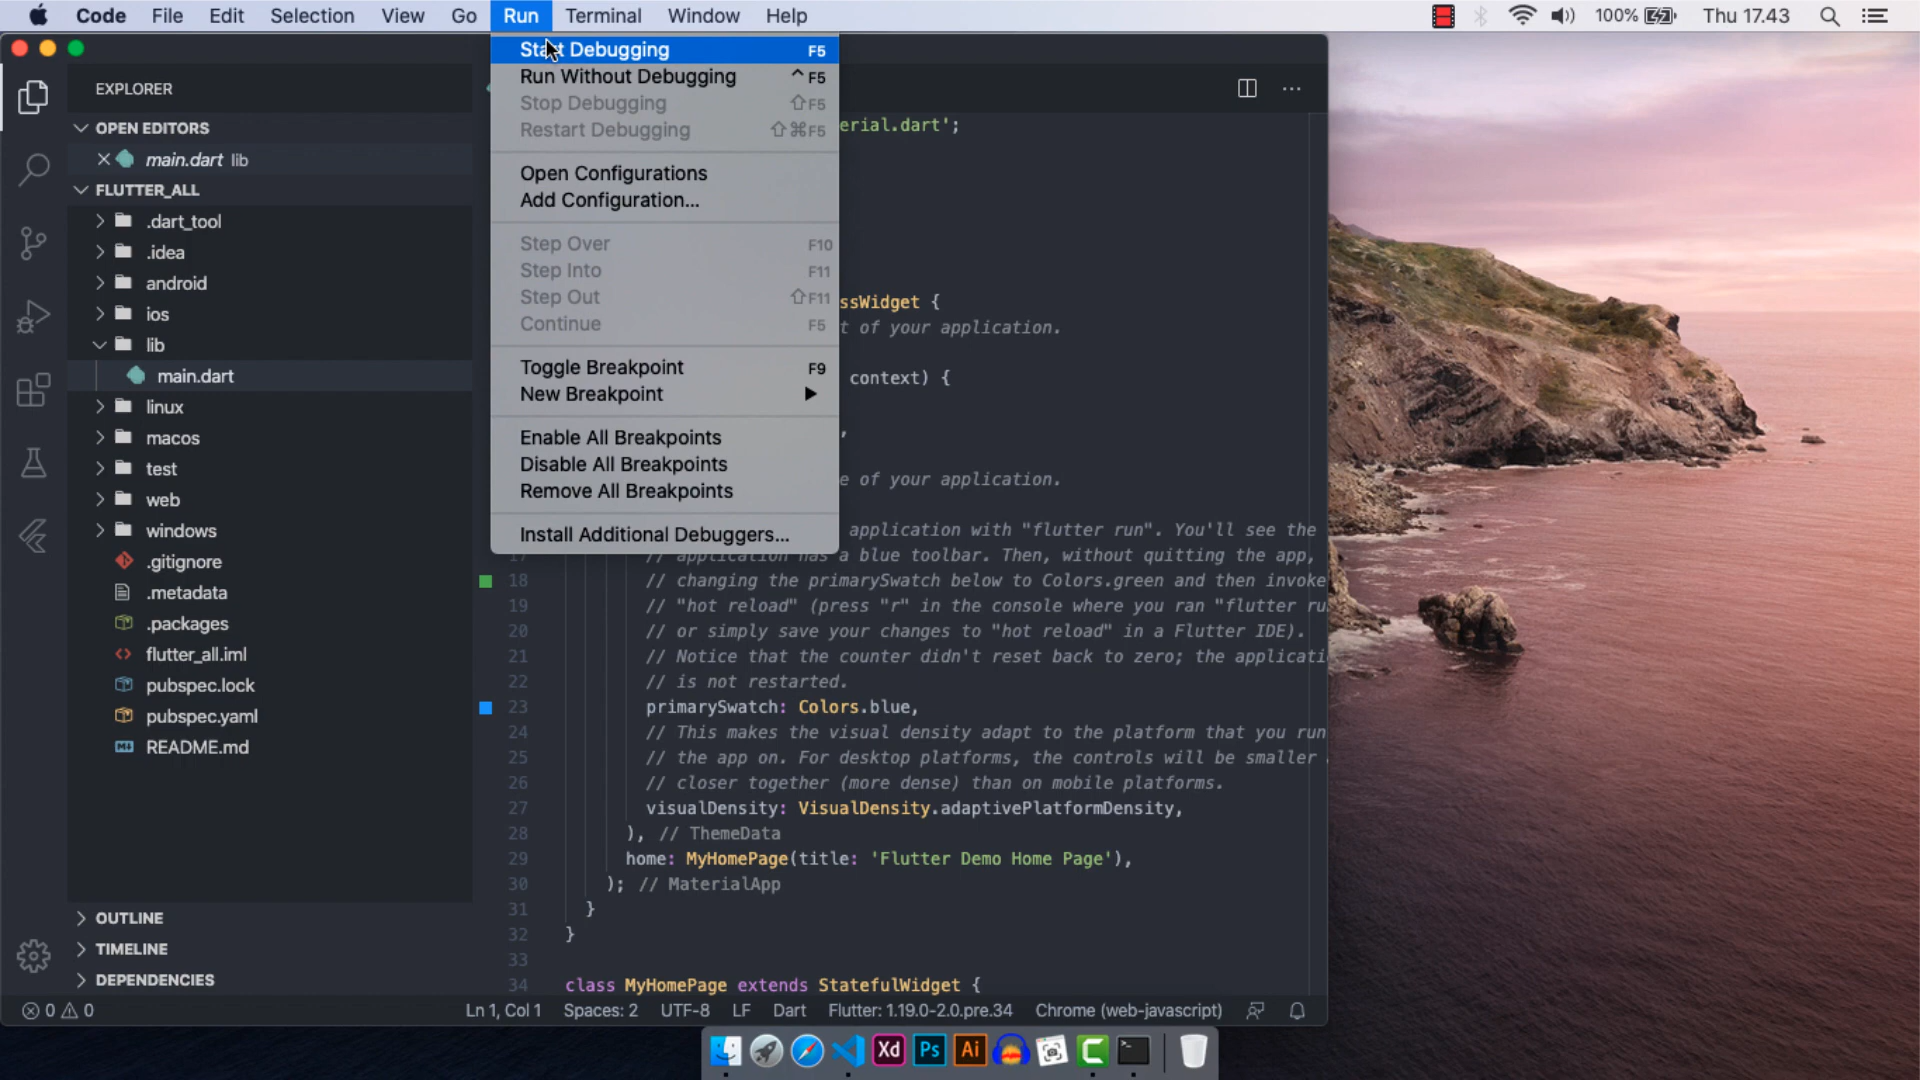 Code File Edit Selection View Go Run Terminal Window Help 100% Thu 17.43
EXPLORER
OPEN EDITORS
main.dart lib
FLUTTER_ALL
.dart_tool
.idea
android
ios
lib
main.dart
linux
macos
test
web
windows
.gitignore
.metadata
.packages
flutter_all.iml
pubspec.lock
pubspec.yaml
README.md
OUTLINE
TIMELINE
DEPENDENCIES
Start Debugging F5
Run Without Debugging ^F5
Stop Debugging ⇧F5
Restart Debugging ⇧⌘F5
Open Configurations
Add Configuration...
Step Over F10
Step Into F11
Step Out ⇧F11
Continue F5
Toggle Breakpoint F9
New Breakpoint
Enable All Breakpoints
Disable All Breakpoints
Remove All Breakpoints
Install Additional Debuggers...
erial.dart';
ssWidget {
t of your application.
context) {
,
e of your application.
application with "flutter run". You'll see the
17 // application has a blue toolbar. Then, without quitting the app,
18 // changing the primarySwatch below to Colors.green and then invoke
19 // "hot reload" (press "r" in the console where you ran "flutter ru
20 // or simply save your changes to "hot reload" in a Flutter IDE).
21 // Notice that the counter didn't reset back to zero; the applicati
22 // is not restarted.
23 primarySwatch: Colors.blue,
24 // This makes the visual density adapt to the platform that you run
25 // the app on. For desktop platforms, the controls will be smaller
26 // closer together (more dense) than on mobile platforms.
27 visualDensity: VisualDensity.adaptivePlatformDensity,
28 ), // ThemeData
29 home: MyHomePage(title: 'Flutter Demo Home Page'),
30 ); // MaterialApp
31 }
32 }
33
34 class MyHomePage extends StatefulWidget {
0 0 Ln 1, Col 1 Spaces: 2 UTF-8 LF Dart Flutter: 1.19.0-2.0.pre.34 Chrome (web-javascript)
Xd Ps Ai